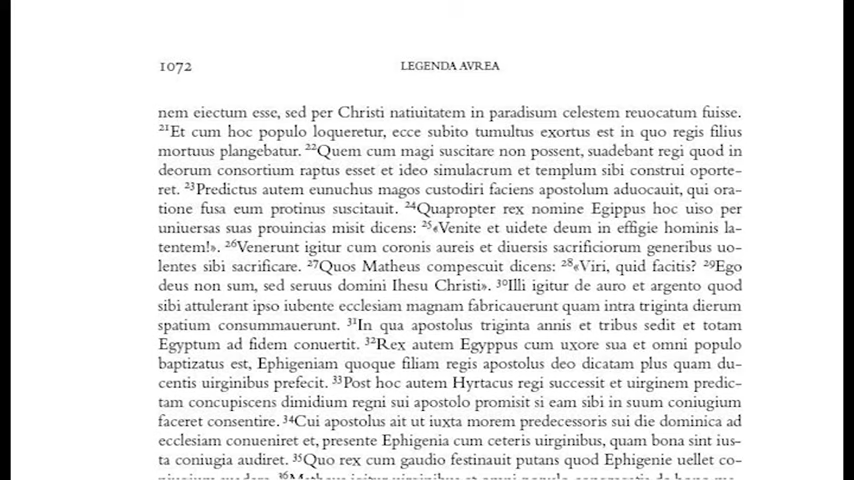 1072
LEGENDA AVREA
nem eiectum esse, sed per Christi natiuitatem in paradisum celestem reuocatum fuisse.
²¹Et cum hoc populo loqueretur, ecce subito tumultus exortus est in quo regis filius
mortuus plangebatur. ²²Quem cum magi suscitare non possent, suadebant regi quod in
deorum consortium raptus esset et ideo simulacrum et templum sibi construi oporte-
ret. ²³Predictus autem eunuchus magos custodiri faciens apostolum aduocauit, qui ora-
tione fusa eum protinus suscitauit. ²⁴Quapropter rex nomine Egippus hoc uiso per
uniuersas suas prouincias misit dicens: ²⁵«Venite et uidete deum in effigie hominis la-
tentem!». ²⁶Venerunt igitur cum coronis aureis et diuersis sacrificiorum generibus uo-
lentes sibi sacrificare. ²⁷Quos Matheus compescuit dicens: ²⁸«Viri, quid facitis? ²⁹Ego
deus non sum, sed seruus domini Ihesu Christi». ³⁰Illi igitur de auro et argento quod
sibi attulerant ipso iubente ecclesiam magnam fabricauerunt quam intra triginta dierum
spatium consummauerunt. ³¹In qua apostolus triginta annis et tribus sedit et totam
Egyptum ad fidem conuertit. ³²Rex autem Egyppus cum uxore sua et omni populo
baptizatus est, Ephigeniam quoque filiam regis apostolus deo dicatam plus quam du-
centis uirginibus prefecit. ³³Post hoc autem Hyrtacus regi successit et uirginem predic-
tam concupiscens dimidium regni sui apostolo promisit si eam sibi in suum coniugium
faceret consentire. ³⁴Cui apostolus ait ut iuxta morem predecessoris sui die dominica ad
ecclesiam conueniret et, presente Ephigenia cum ceteris uirginibus, quam bona sint ius-
ta coniugia audiret. ³⁵Quo rex cum gaudio festinauit putans quod Ephigenie uellet co-